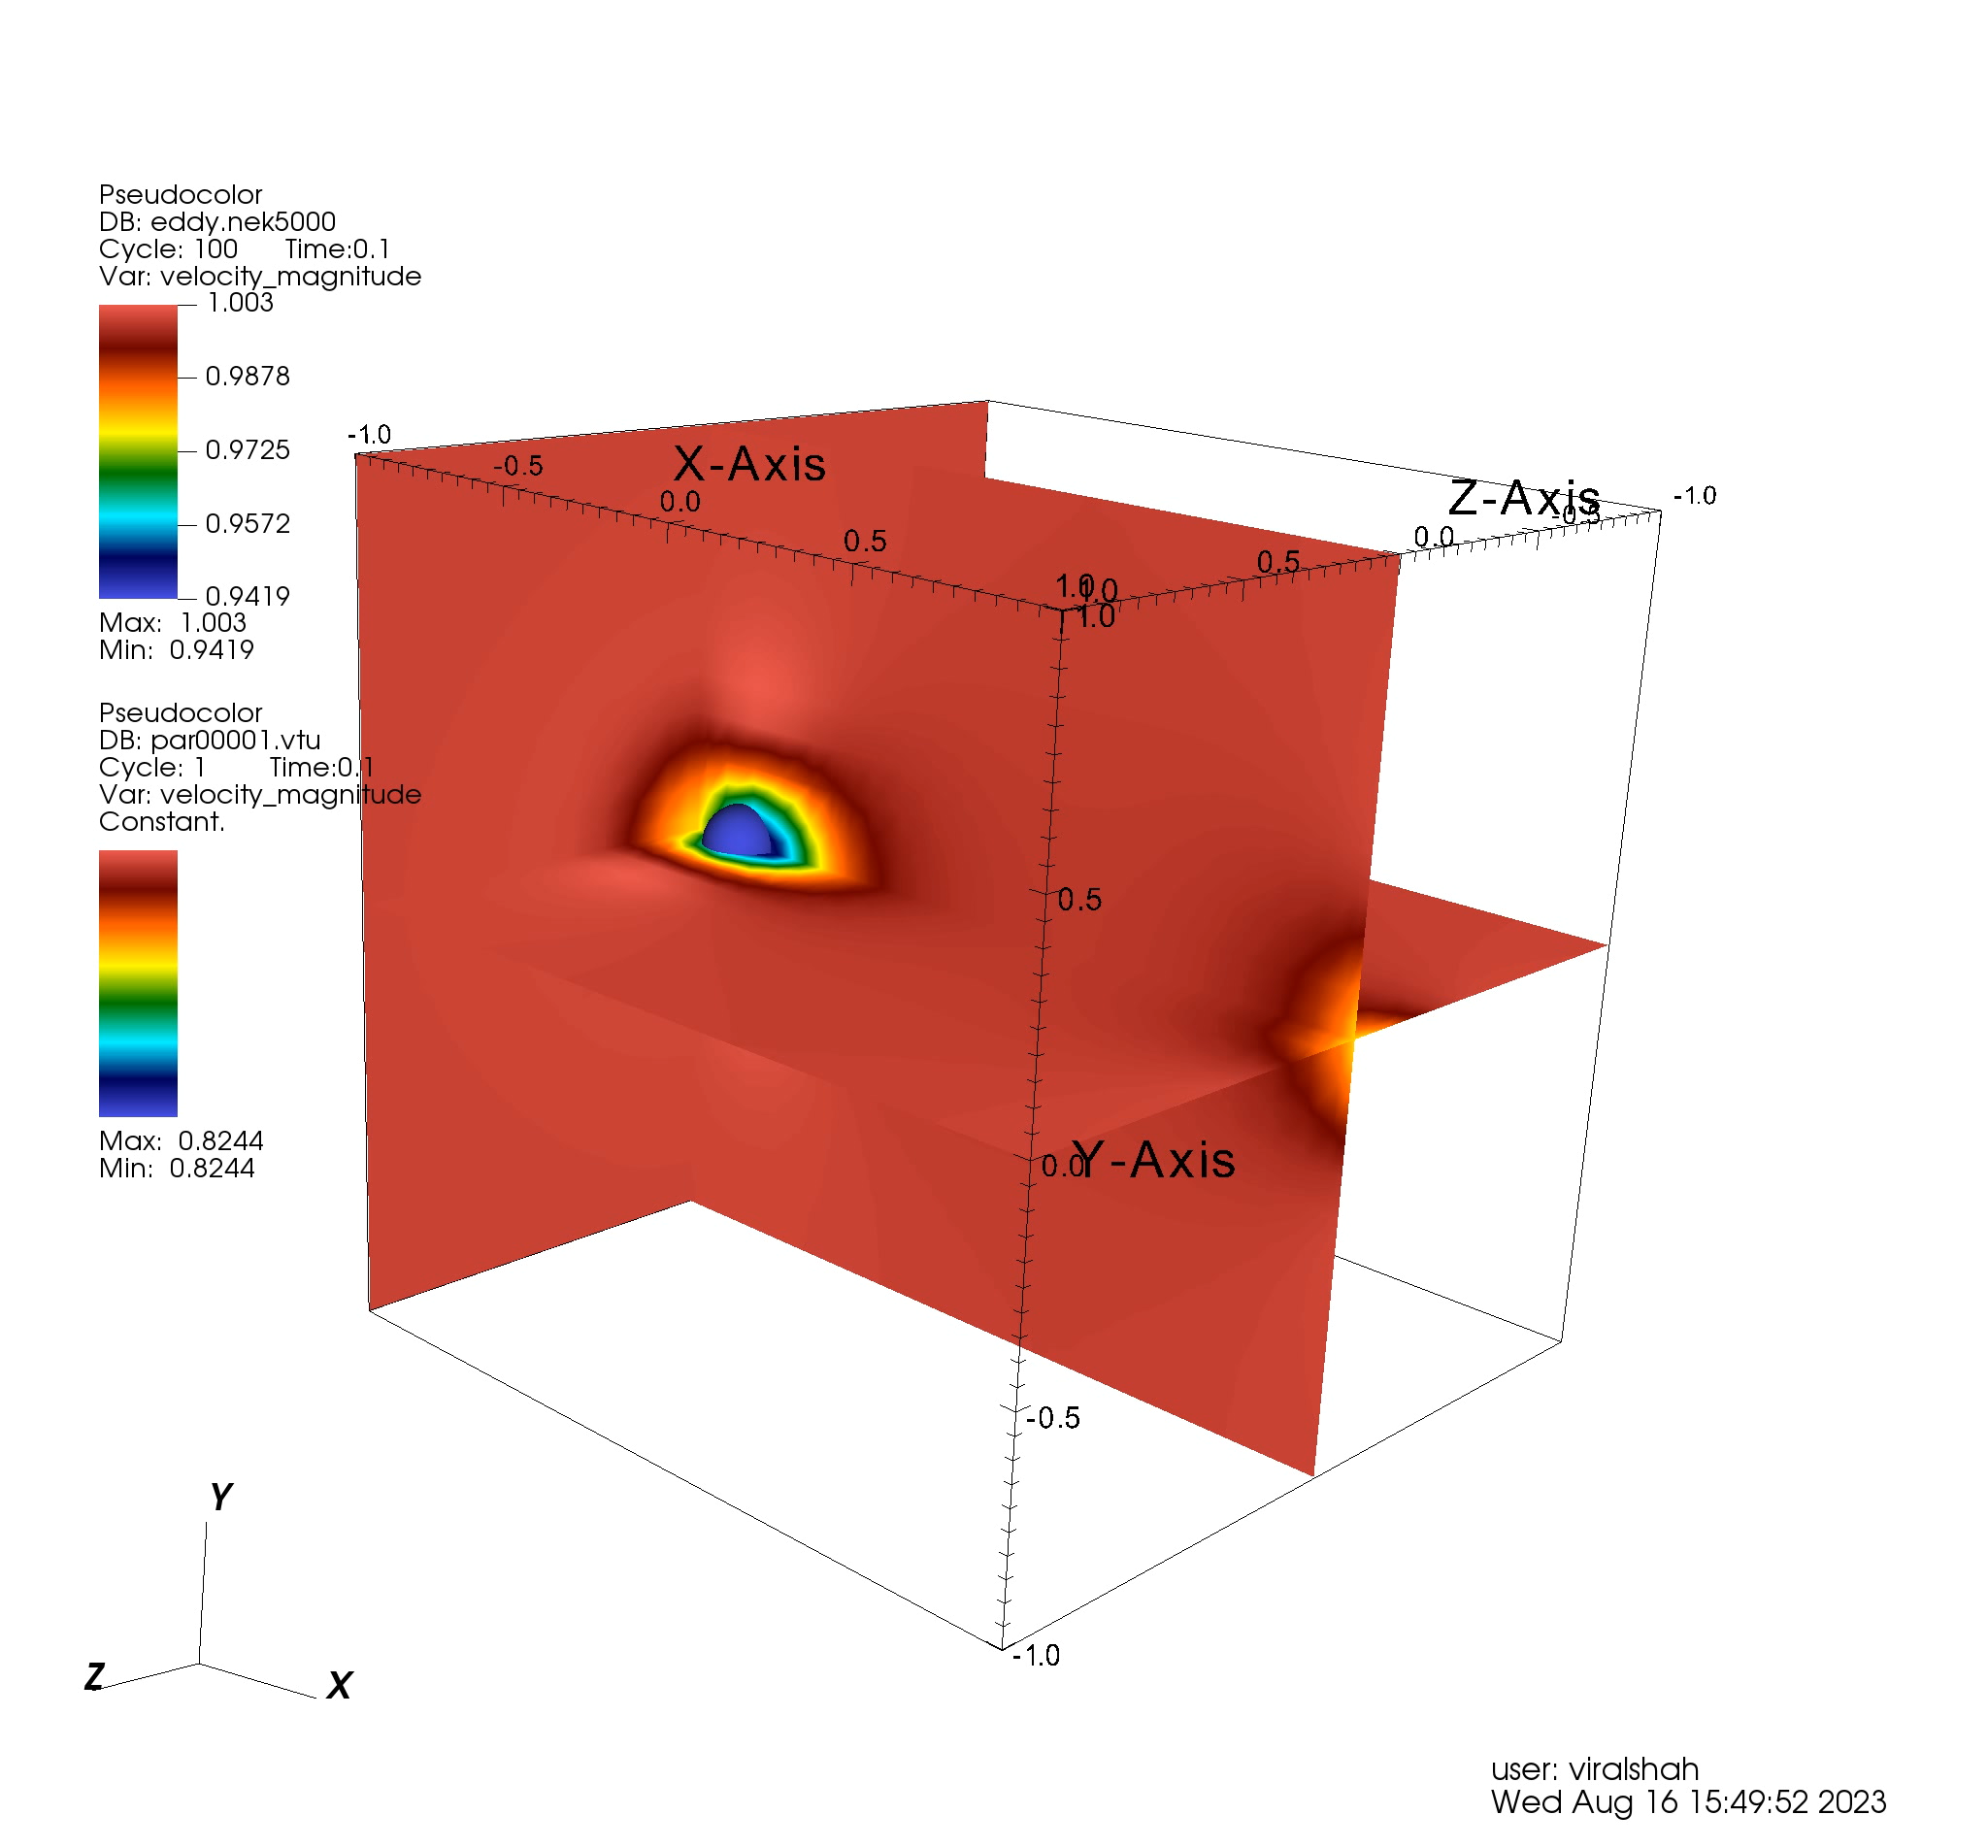 Pseudocolor
DB: eddy.nek5000
Cycle: 100 Time:0.1
Var: velocity_magnitude
1.003
0.9878
0.9725
0.9572
0.9419
Max: 1.003
Min: 0.9419
Pseudocolor
DB: par00001.vtu
Cycle: 1 Time:0.1
Var: velocity_magnitude
Constant.
Max: 0.8244
Min: 0.8244
-1.0
-0.5
X-Axis
0.0
0.5
1.0
Z-Axis
-1.0
-0.5
0.0
0.5
1.0
1.0
0.5
0.0
Y-Axis
-0.5
-1.0
Y
Z
X
user: viralshah
Wed Aug 16 15:49:52 2023